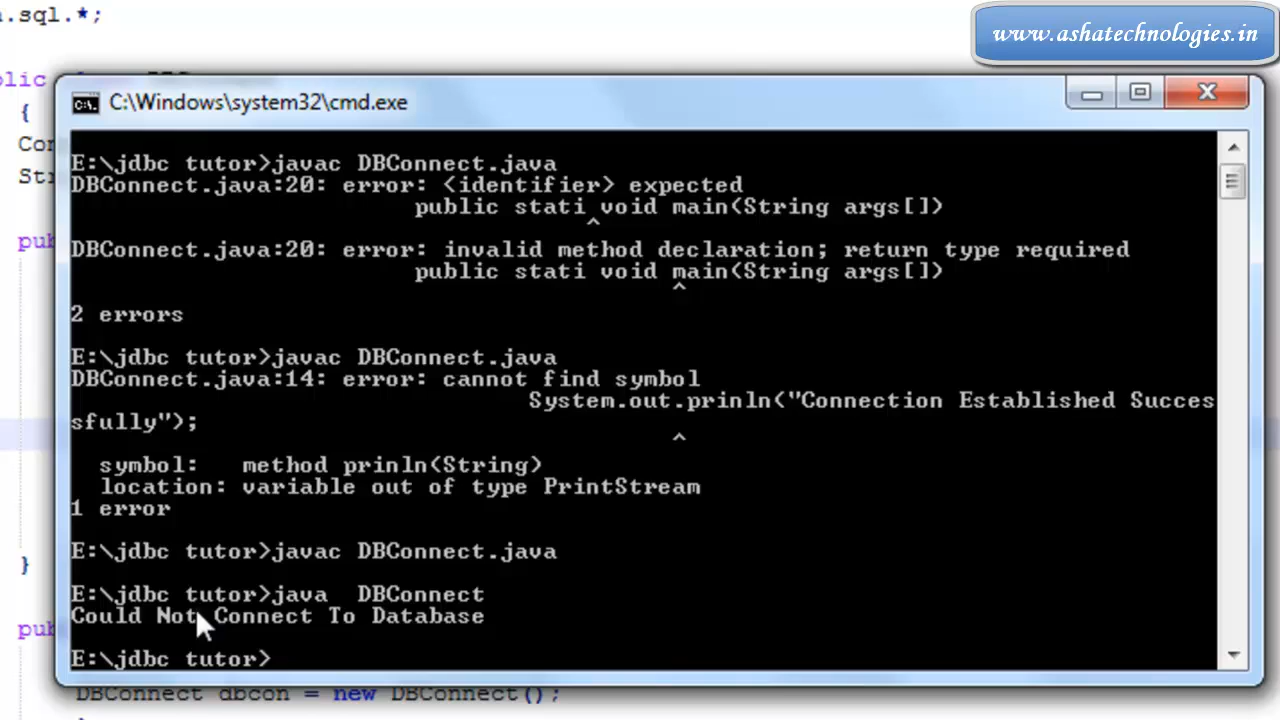 .sql.*;
www.ashatechnologies.in
C:\Windows\system32\cmd.exe
{
E:\jdbc tutor>javac DBConnect.java
DBConnect.java:20: error: <identifier> expected
public stati void main(String args[])
^
DBConnect.java:20: error: invalid method declaration; return type required
public stati void main(String args[])
^
2 errors
E:\jdbc tutor>javac DBConnect.java
DBConnect.java:14: error: cannot find symbol
System.out.prinln("Connection Established Succes
sfully");
^
symbol: method prinln(String)
location: variable out of type PrintStream
1 error
E:\jdbc tutor>javac DBConnect.java
}
E:\jdbc tutor>java DBConnect
Could Not Connect To Database
E:\jdbc tutor>
DBConnect dbcon = new DBConnect();